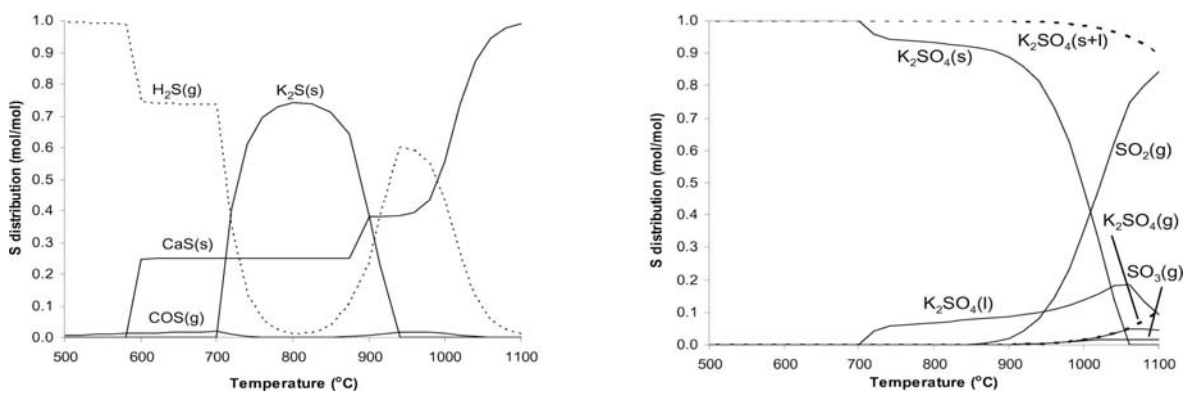 1.0
0.9
0.8
0.7
0.6
0.5
0.4
0.3
0.2
0.1
0.0
S distribution (mol/mol)
H₂S(g)
K₂S(s)
CaS(s)
COS(g)
500 600 700 800 900 1000 1100
Temperature (°C)
1.0
0.9
0.8
0.7
0.6
0.5
0.4
0.3
0.2
0.1
0.0
S distribution (mol/mol)
K₂SO₄(s+l)
K₂SO₄(s)
SO₂(g)
K₂SO₄(g)
SO₃(g)
K₂SO₄(l)
500 600 700 800 900 1000 1100
Temperature (°C)